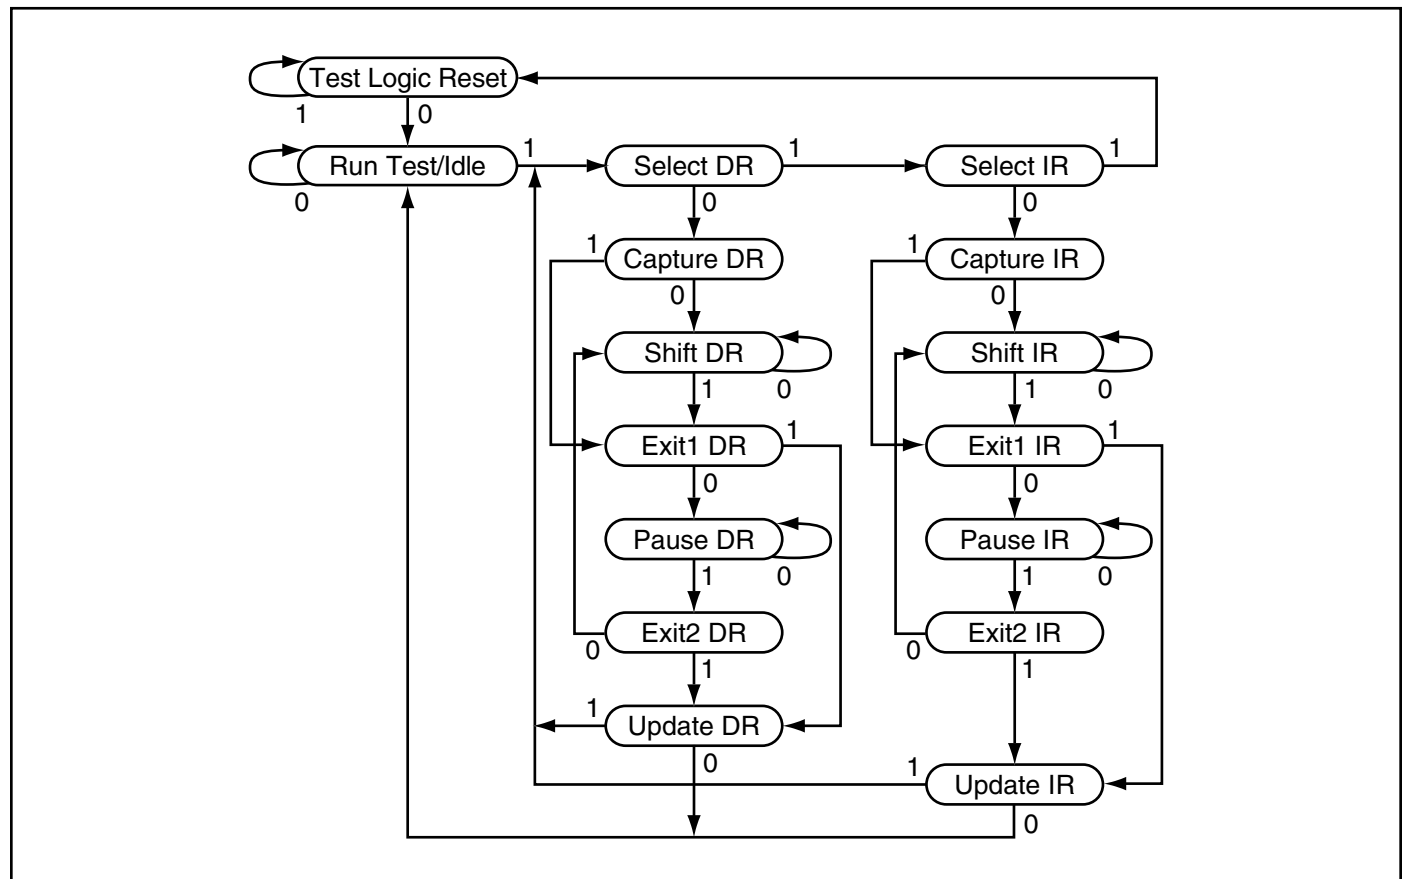 Test Logic Reset
1 0
Run Test/Idle 1 Select DR 1 Select IR 1
0 0 0
1 Capture DR 1 Capture IR
0 0
Shift DR Shift IR
1 0 1 0
Exit1 DR 1 Exit1 IR 1
0 0
Pause DR Pause IR
1 0 1 0
Exit2 DR Exit2 IR
0 1 0 1
1 Update DR
0
1 Update IR
0